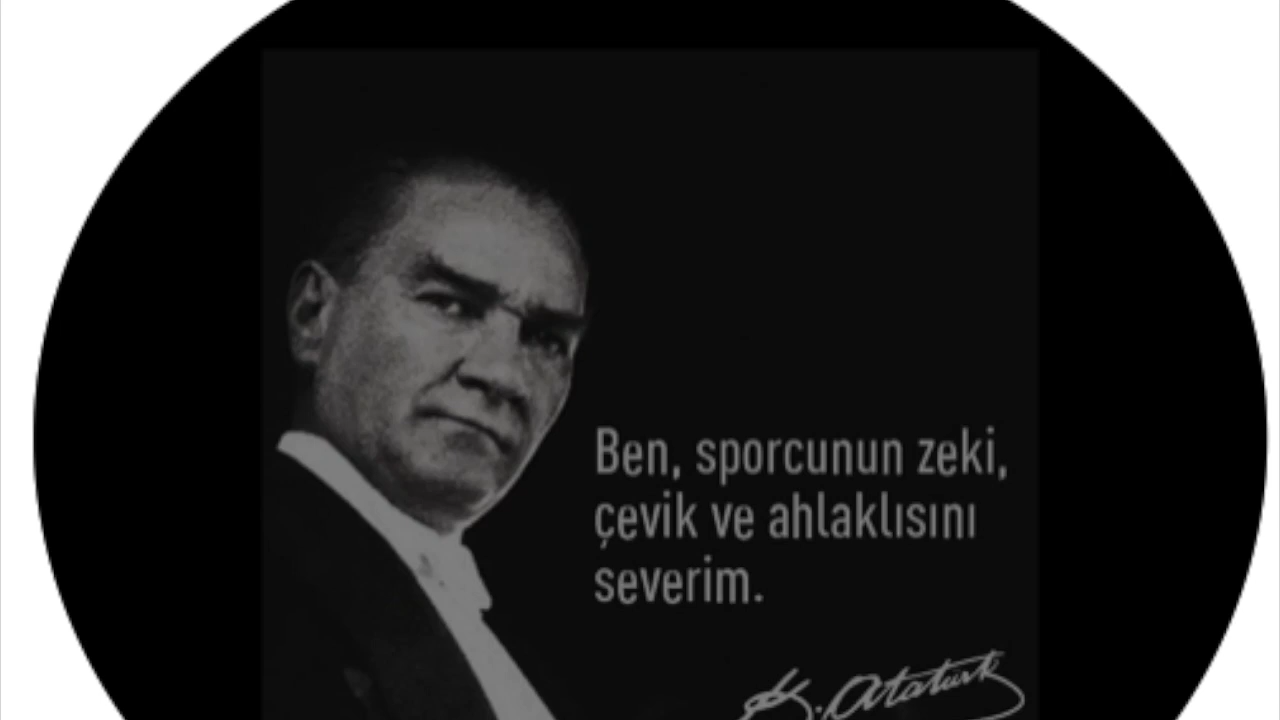 Ben, sporcunun zeki,
çevik ve ahlaklısını
severim.
K. Atatürk